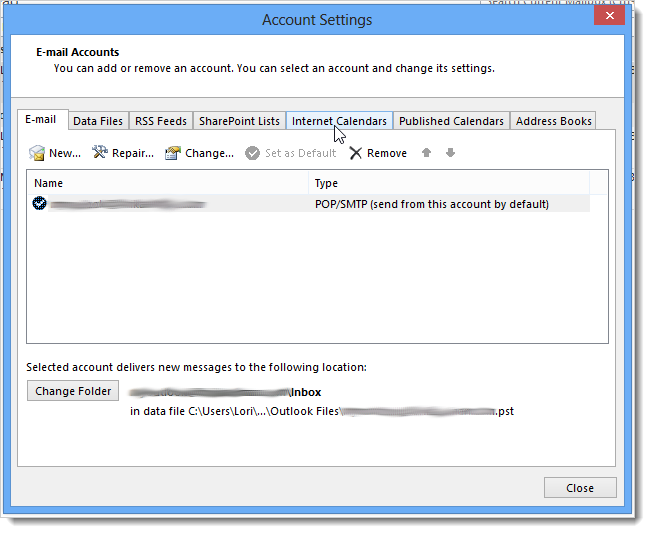 Account Settings
E-mail Accounts
You can add or remove an account. You can select an account and change its settings.
E-mail Data Files RSS Feeds SharePoint Lists Internet Calendars Published Calendars Address Books
New... Repair... Change... Set as Default Remove
Name Type
POP/SMTP (send from this account by default)
Selected account delivers new messages to the following location:
Change Folder \Inbox
in data file C:\Users\Lori\...\Outlook Files\ .pst
Close